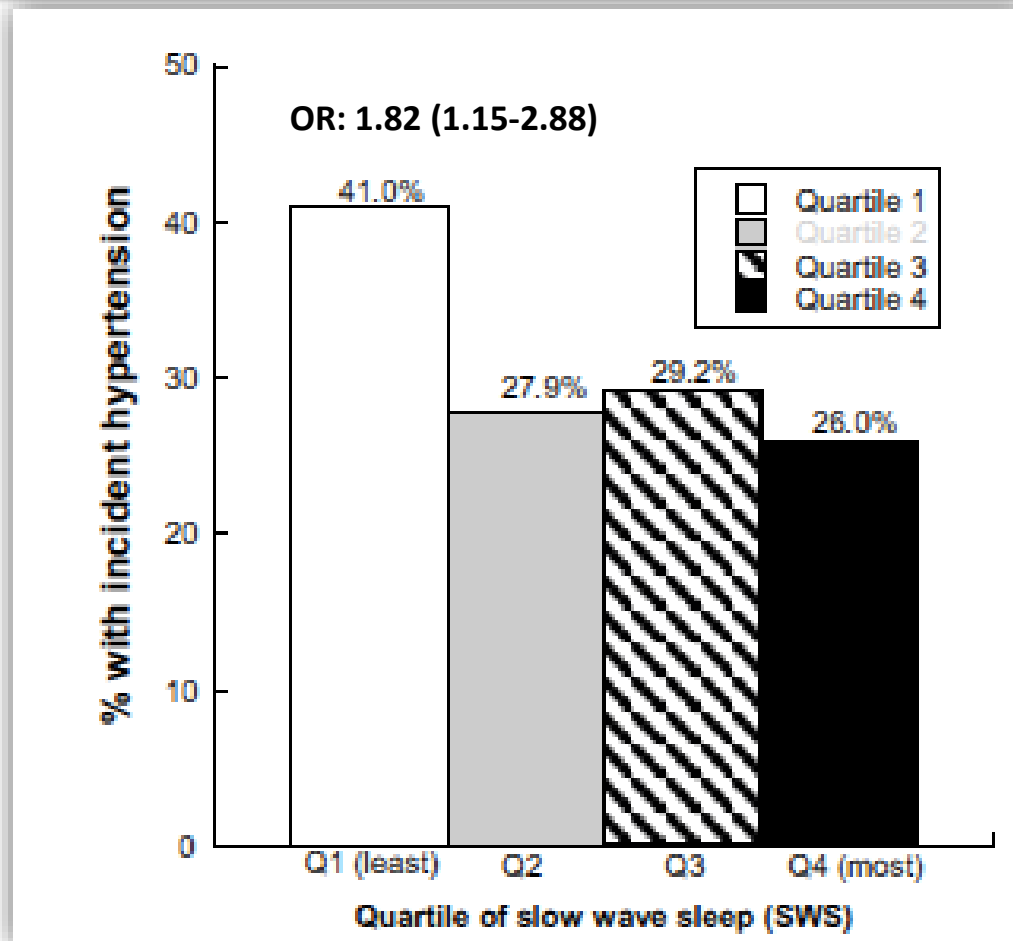 50
OR: 1.82 (1.15-2.88)
41.0%
Quartile 1
Quartile 2
Quartile 3
Quartile 4
40
30
27.9%
29.2%
26.0%
20
10
0
% with incident hypertension
Q1 (least) Q2 Q3 Q4 (most)
Quartile of slow wave sleep (SWS)